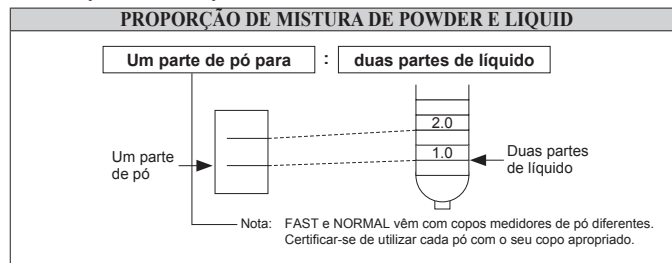 PROPORÇÃO DE MISTURA DE POWDER E LIQUID
Um parte de pó para : duas partes de líquido
2.0
1.0
Um parte
de pó
Duas partes
de líquido
Nota: FAST e NORMAL vêm com copos medidores de pó diferentes.
Certificar-se de utilizar cada pó com o seu copo apropriado.